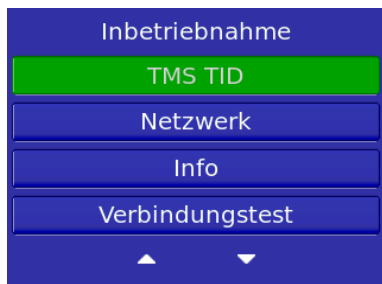 Inbetriebnahme
TMS TID
Netzwerk
Info
Verbindungstest